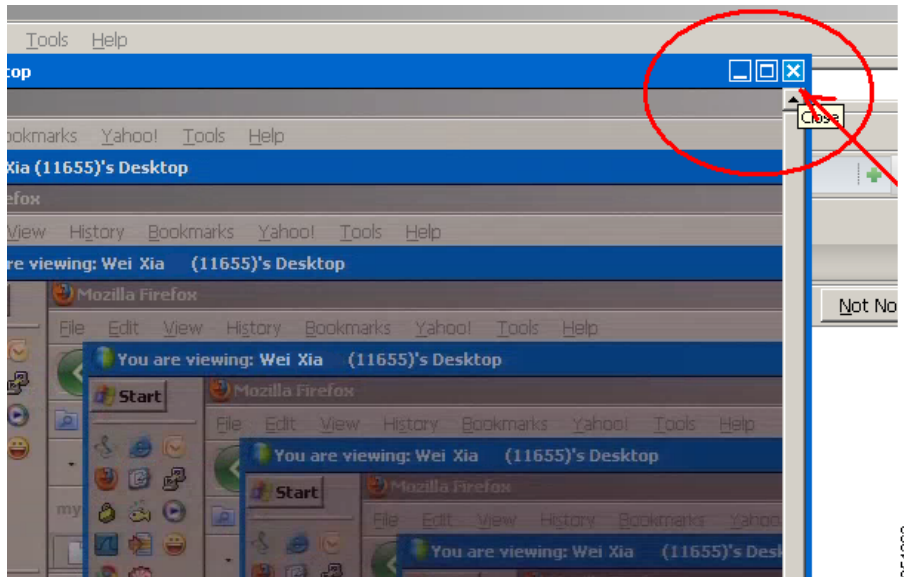 Tools Help
top
Close
ookmarks Yahoo! Tools Help
Xia (11655)'s Desktop
efox
View History Bookmarks Yahoo! Tools Help
re viewing: Wei Xia (11655)'s Desktop
Mozilla Firefox
Not No
File Edit View History Bookmarks Yahoo! Tools Help
You are viewing: Wei Xia (11655)'s Desktop
Start
Mozilla Firefox
File Edit View History Bookmarks Yahoo! Tools Help
You are viewing: Wei Xia (11655)'s Desktop
Start
Mozilla Firefox
my
File Edit View History Bookmarks Yahoo
You are viewing: Wei Xia (11655)'s Desk